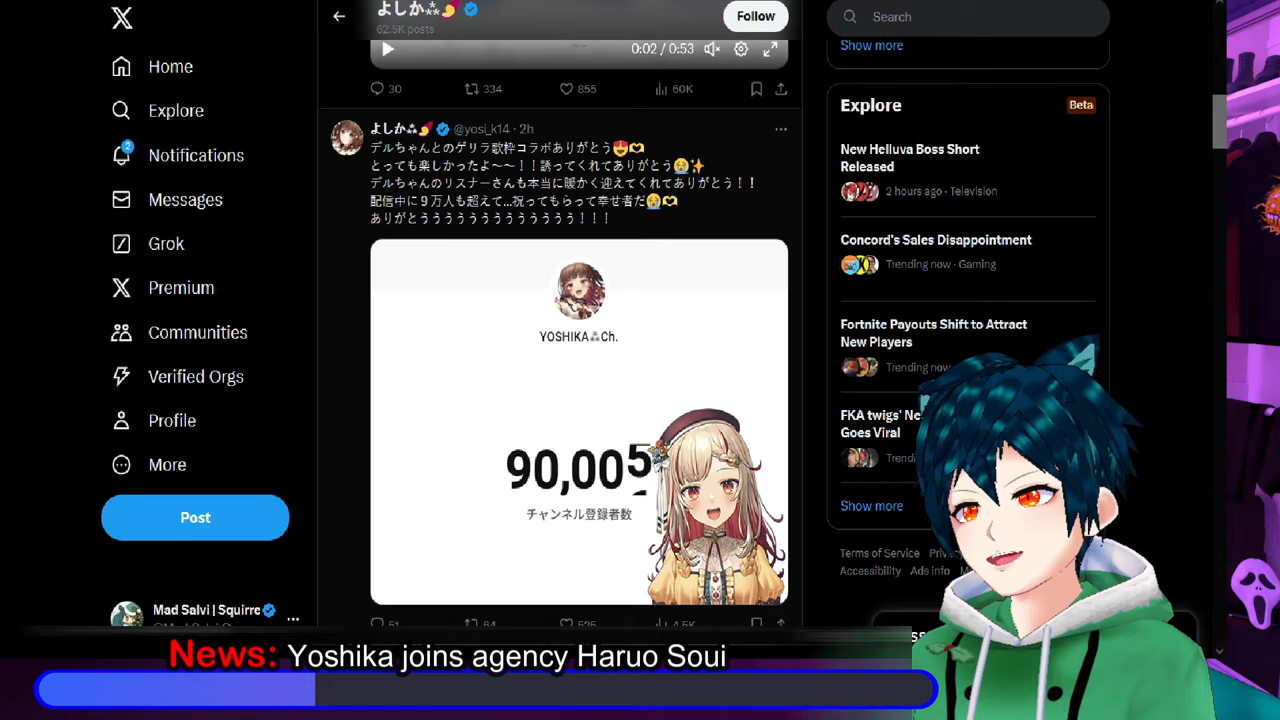 Home
Explore
2
Notifications
Messages
Grok
Premium
Communities
Verified Orgs
Profile
More
Post
Mad Salvi | Squirre
よしか⁂
62.5K posts
Follow
0:02 / 0:53
30
334
855
60K
よしか⁂ @yosi_k14 · 2h
デルちゃんとのゲリラ歌枠コラボありがとう😍🫶
とっても楽しかったよ〜〜！！誘ってくれてありがとう😭✨
デルちゃんのリスナーさんも本当に暖かく迎えてくれてありがとう！！
配信中に９万人も超えて...祝ってもらって幸せ者だ😭🫶
ありがとううううううううううううう！！！
YOSHIKA⁂Ch.
90,005
チャンネル登録者数
Search
Show more
Explore
Beta
New Helluva Boss Short
Released
2 hours ago · Television
Concord's Sales Disappointment
Trending now · Gaming
Fortnite Payouts Shift to Attract
New Players
Trending now
FKA twigs'
Goes Viral
Trending
Show more
Terms of Service
Accessibility Ads info
News: Yoshika joins agency Haruo Soui